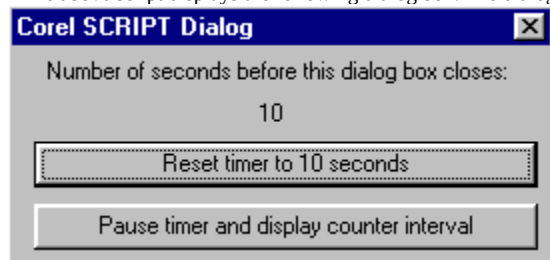 Corel SCRIPT Dialog
Number of seconds before this dialog box closes:
10
Reset timer to 10 seconds
Pause timer and display counter interval